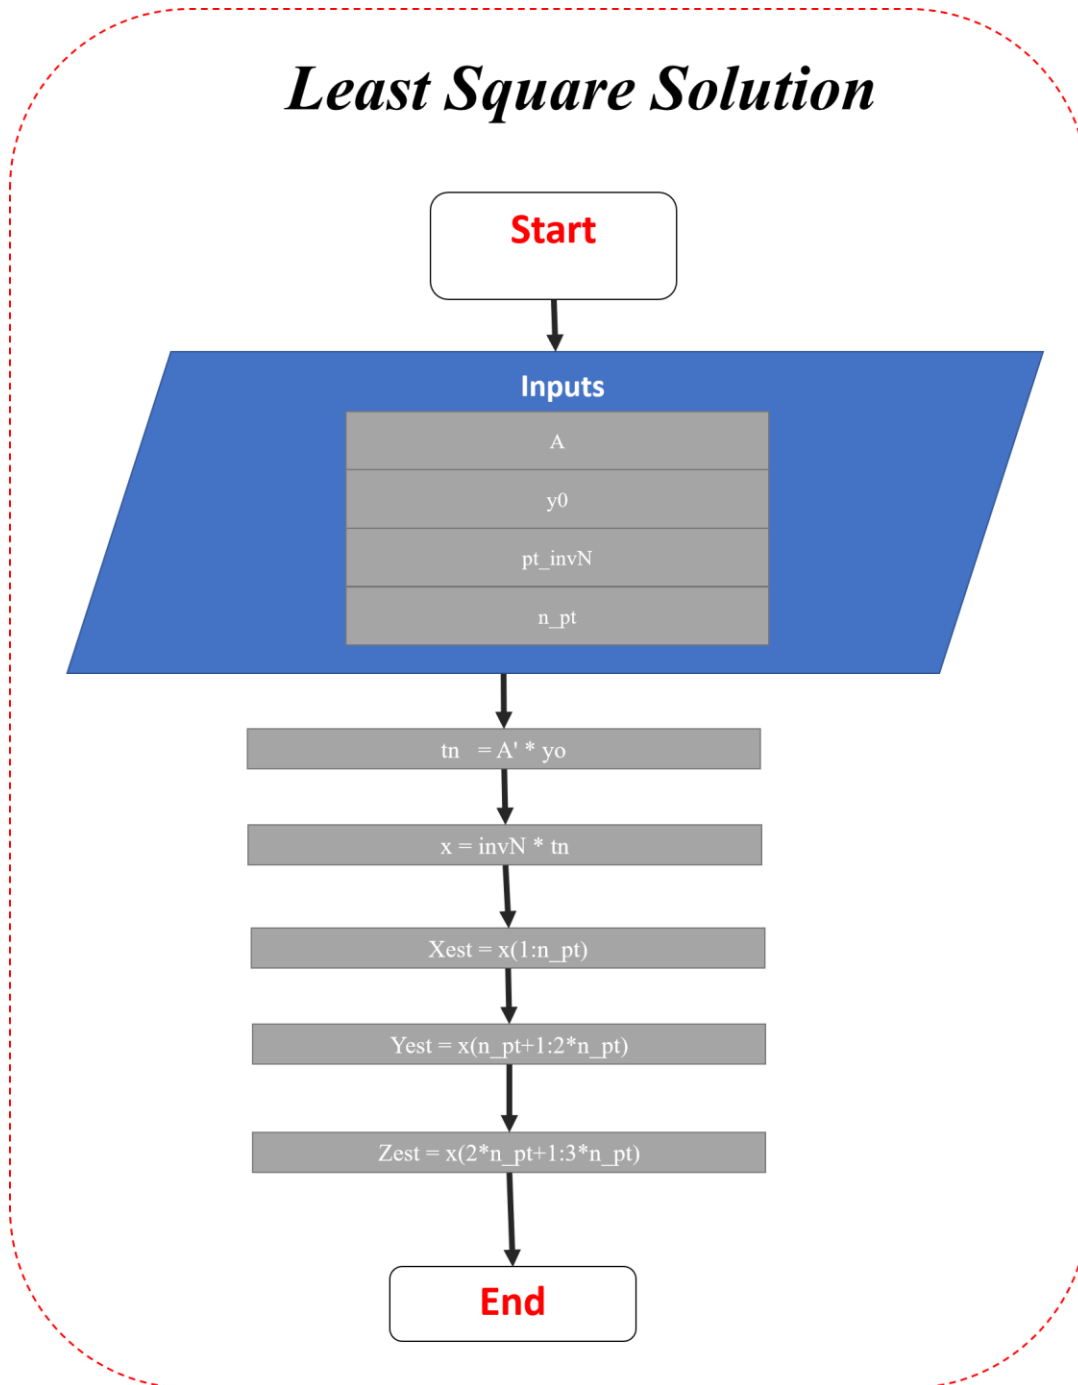 Least Square Solution
Start
Inputs
A
y0
pt_invN
n_pt
tn   = A' * yo
x = invN * tn
Xest = x(1:n_pt)
Yest = x(n_pt+1:2*n_pt)
Zest = x(2*n_pt+1:3*n_pt)
End